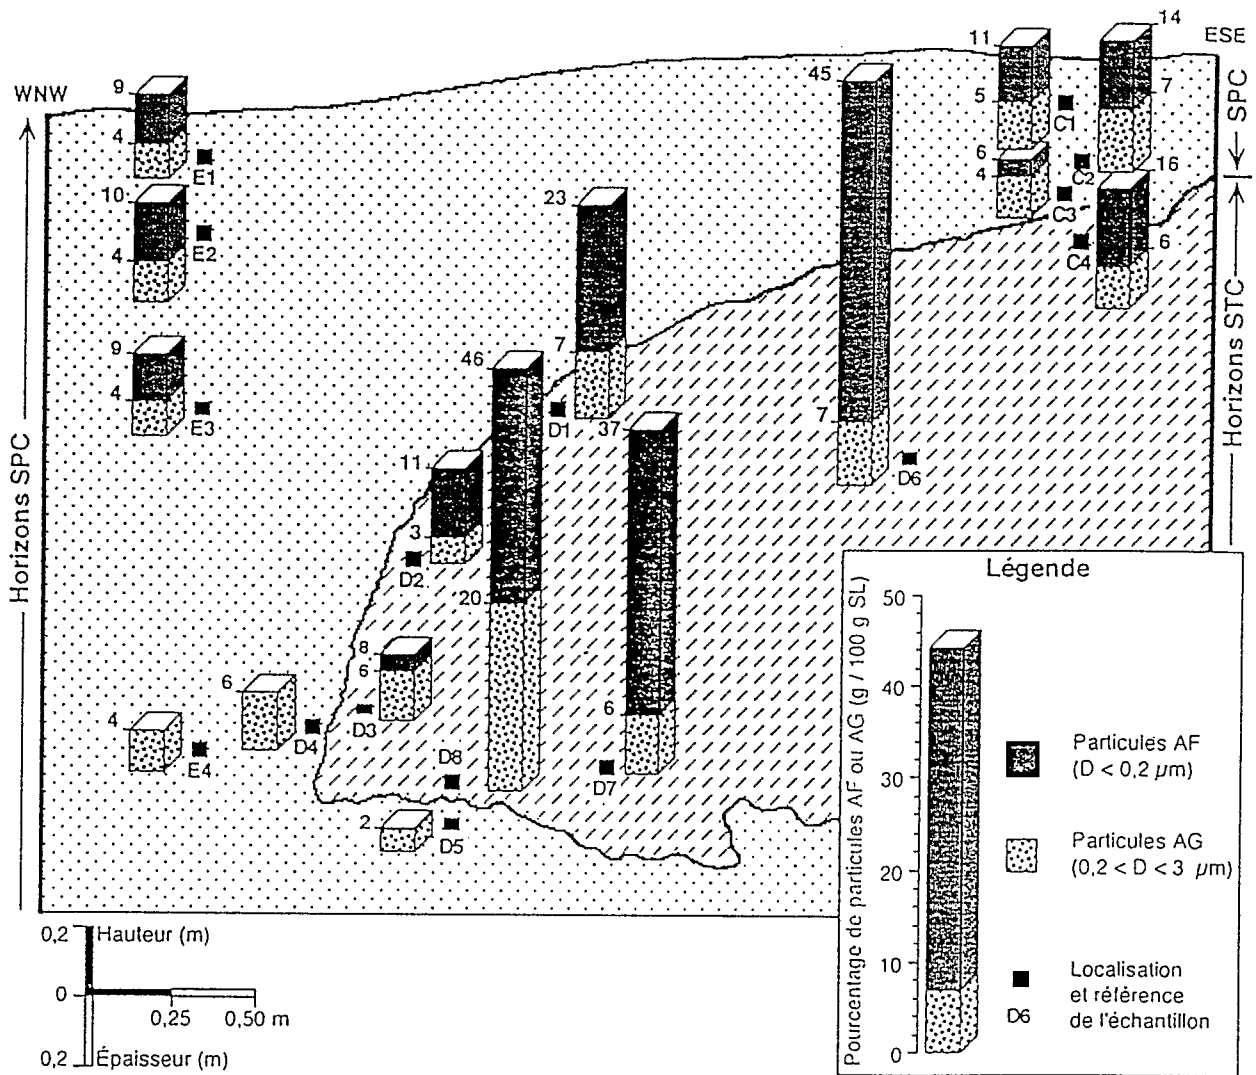 WNW
ESE
Horizons SPC
SPC
Horizons STC
9
4
E1
10
4
E2
9
4
E3
4
E4
6
D4
8
6
D3
11
3
D2
2
D5
D8
46
20
23
7
D1
37
6
D7
45
7
D6
11
5
C1
6
4
C3
14
7
C2
16
6
C4
0,2
Hauteur (m)
0
0,25
0,50 m
0,2
Épaisseur (m)
Légende
Pourcentage de particules AF ou AG (g / 100 g SL)
50
40
30
20
10
0
Particules AF
(D < 0,2 µm)
Particules AG
(0,2 < D < 3 µm)
D6
Localisation
et référence
de l'échantillon